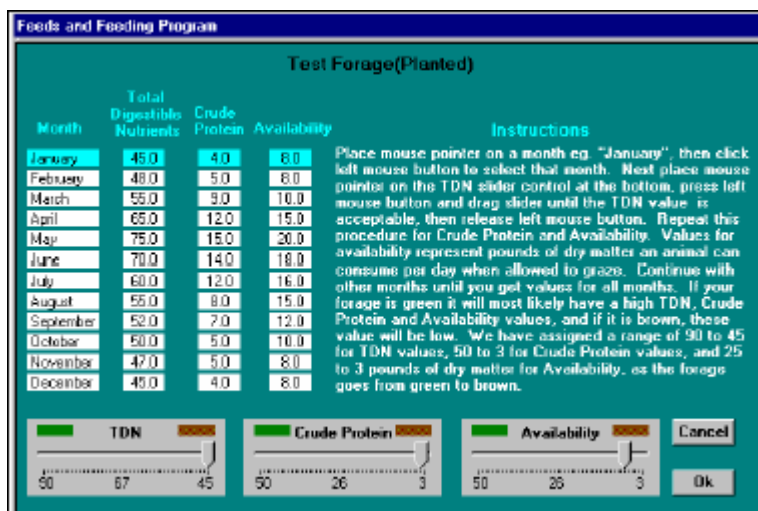 Feeds and Feeding Program
Test Forage(Planted)
Total
Digestible Crude
Month Nutrients Protein Availability
January 45.0 4.0 8.0
February 48.0 5.0 8.0
March 55.0 9.0 10.0
April 65.0 12.0 15.0
May 75.0 15.0 20.0
June 70.0 14.0 18.0
July 60.0 12.0 16.0
August 55.0 8.0 15.0
September 52.0 7.0 12.0
October 50.0 5.0 10.0
November 47.0 5.0 8.0
December 45.0 4.0 8.0
Instructions
Place mouse pointer on a month eg. "January", then click
left mouse button to select that month. Next place mouse
pointer on the TDN slider control at the bottom, press left
mouse button and drag slider until the TDN value is
acceptable, then release left mouse button. Repeat this
procedure for Crude Protein and Availability. Values for
availability represent pounds of dry matter an animal can
consume per day when allowed to graze. Continue with
other months until you get values for all months. If your
forage is green it will most likely have a high TDN, Crude
Protein and Availability values, and if it is brown, these
value will be low. We have assigned a range of 90 to 45
for TDN values, 50 to 3 for Crude Protein values, and 25
to 3 pounds of dry matter for Availability, as the forage
goes from green to brown.
TDN
90 67 45
Crude Protein
50 26 3
Availability
50 26 3
Cancel
Ok